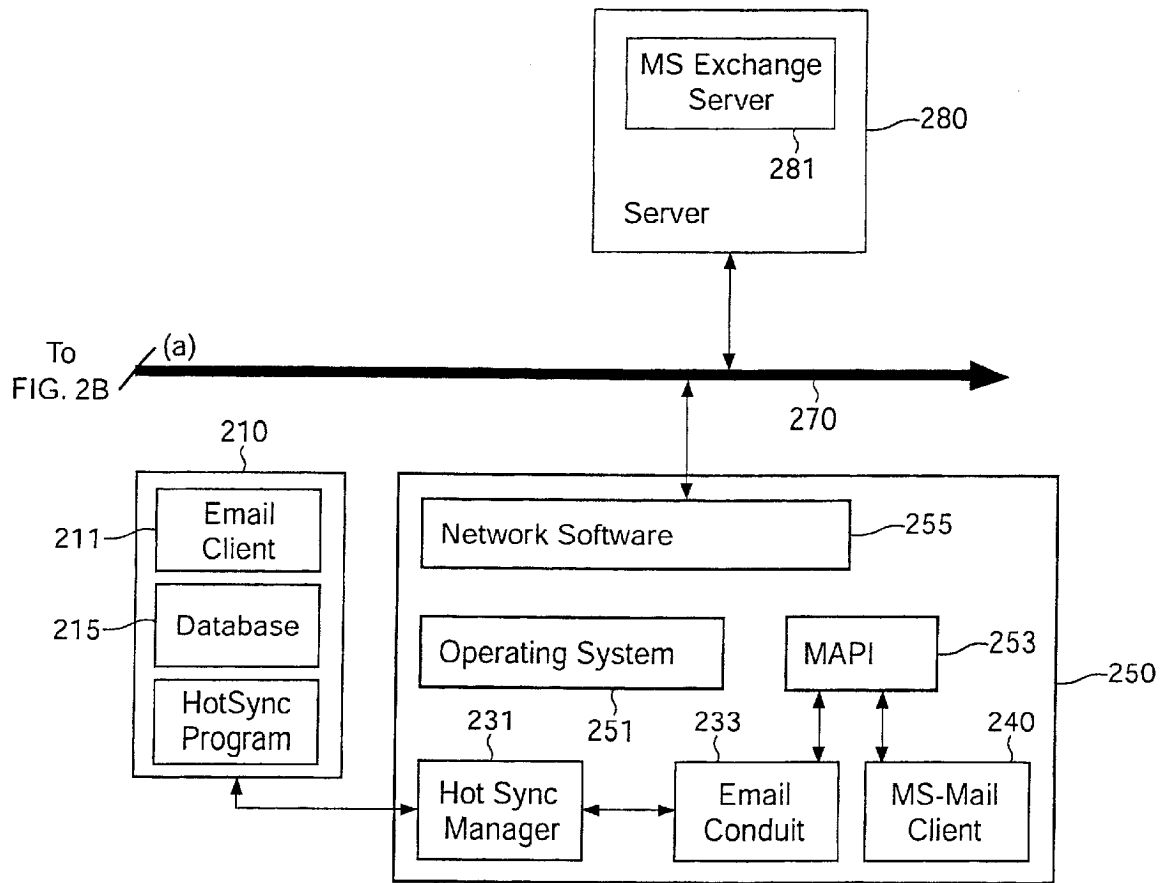 MS Exchange
Server
281
280
Server
To
FIG. 2B
(a)
270
210
211
Email
Client
215
Database
HotSync
Program
Network Software
255
Operating System
251
MAPI
253
250
231
Hot Sync
Manager
233
Email
Conduit
240
MS-Mail
Client